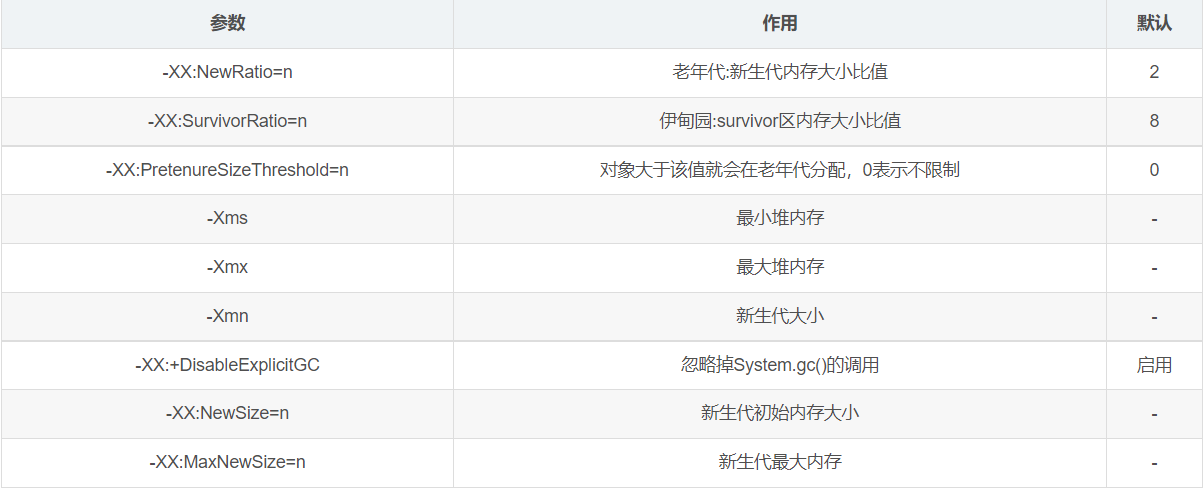 参数 作用 默认
-XX:NewRatio=n 老年代:新生代内存大小比值 2
-XX:SurvivorRatio=n 伊甸园:survivor区内存大小比值 8
-XX:PretenureSizeThreshold=n 对象大于该值就会在老年代分配，0表示不限制 0
-Xms 最小堆内存 -
-Xmx 最大堆内存 -
-Xmn 新生代大小 -
-XX:+DisableExplicitGC 忽略掉System.gc()的调用 启用
-XX:NewSize=n 新生代初始内存大小 -
-XX:MaxNewSize=n 新生代最大内存 -